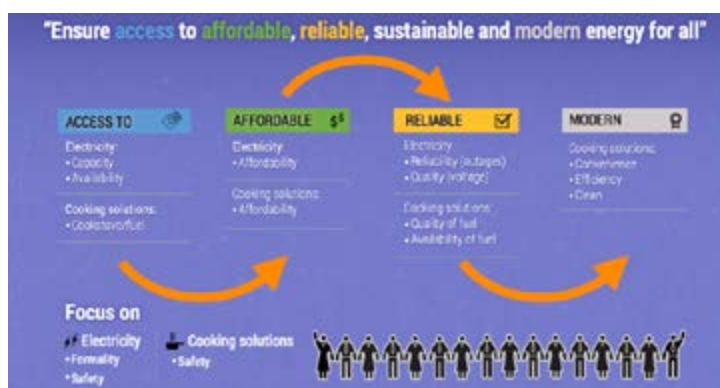 "Ensure access to affordable, reliable, sustainable and modern energy for all"
ACCESS TO
Electricity:
• Capacity
• Availability
Cooking solutions:
• Cookstove/fuel
AFFORDABLE $$
Electricity:
• Affordability
Cooking solutions:
• Affordability
RELIABLE
Electricity
• Reliability (outages)
• Quality (voltage)
Cooking solutions:
• Quality of fuel
• Availability of fuel
MODERN
Cooking solutions:
• Convenience
• Efficiency
• Clean
Focus on
Electricity
• Formality
• Safety
Cooking solutions
• Safety